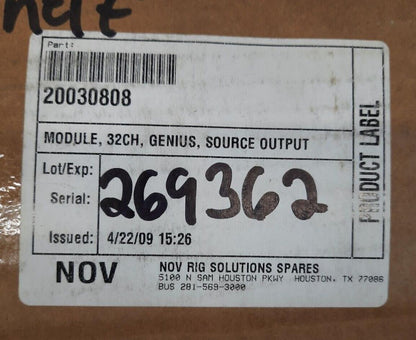 Part:
20030808
MODULE, 32CH, GENIUS, SOURCE OUTPUT
Lot/Exp:
Serial: 269362
Issued: 4/22/09 15:26
PRODUCT LABEL
NOV
NOV RIG SOLUTIONS SPARES
5100 N SAM HOUSTON PKWY HOUSTON, TX 77086
BUS 281-569-3000